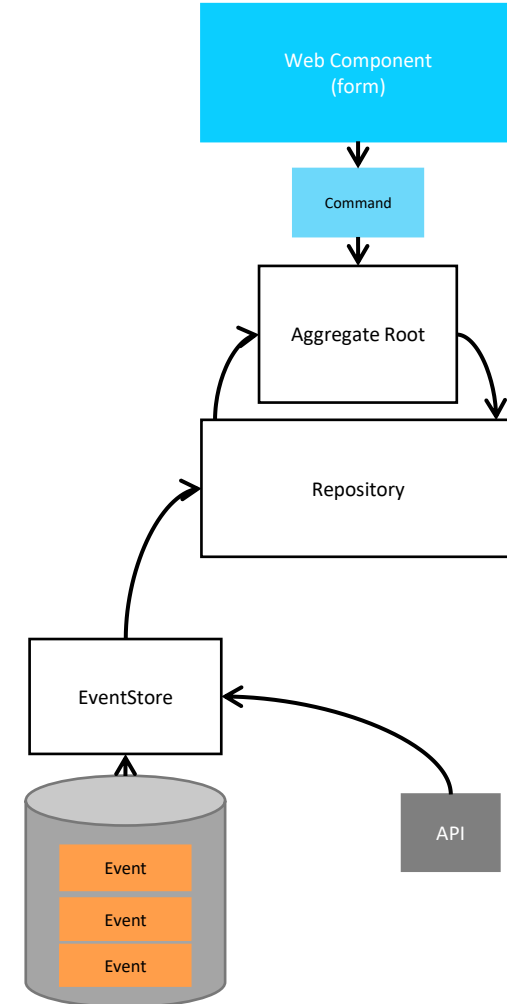 Web Component
(form)
Command
Aggregate Root
Repository
EventStore
API
Event
Event
Event